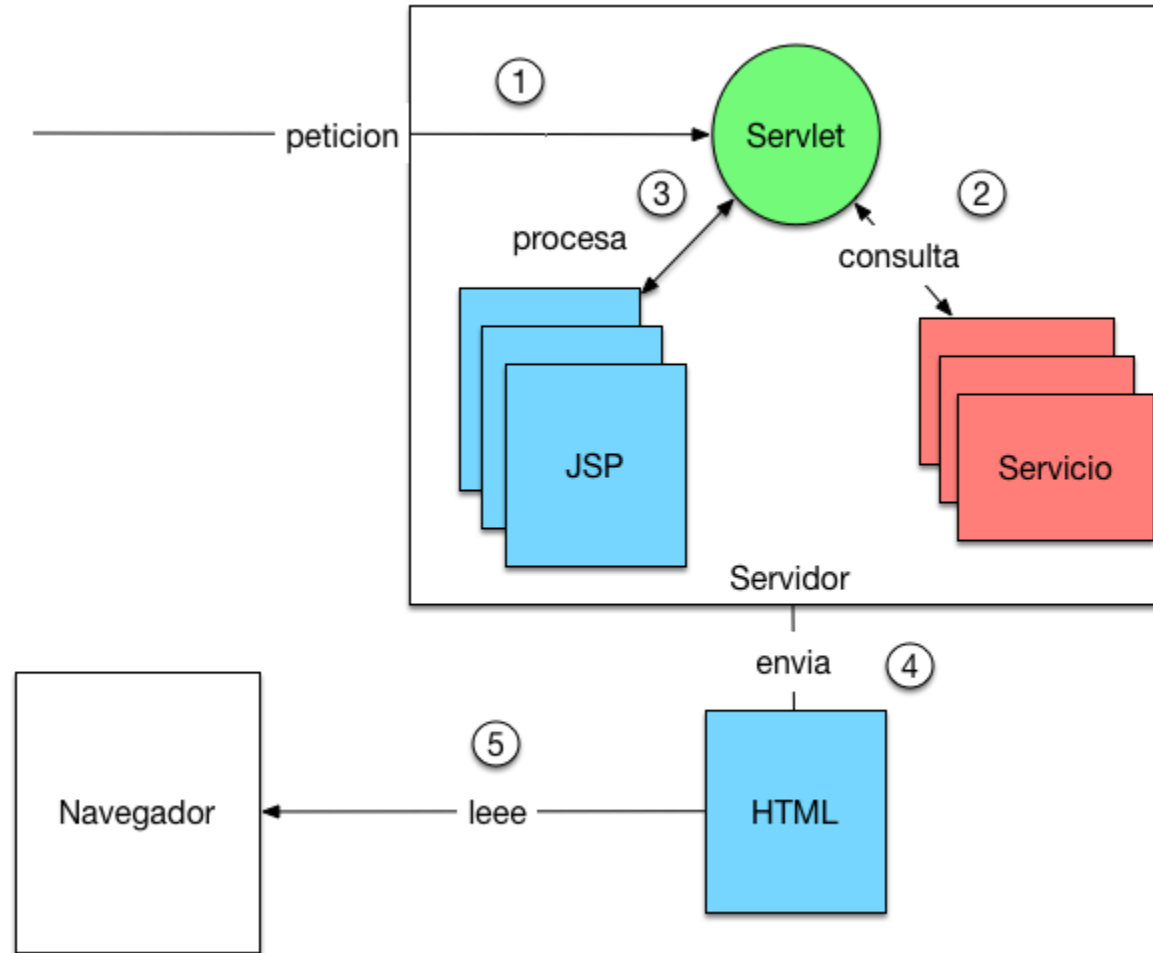 1
peticion
Servlet
3
2
procesa
consulta
JSP
Servicio
Servidor
envia
4
5
Navegador
leee
HTML